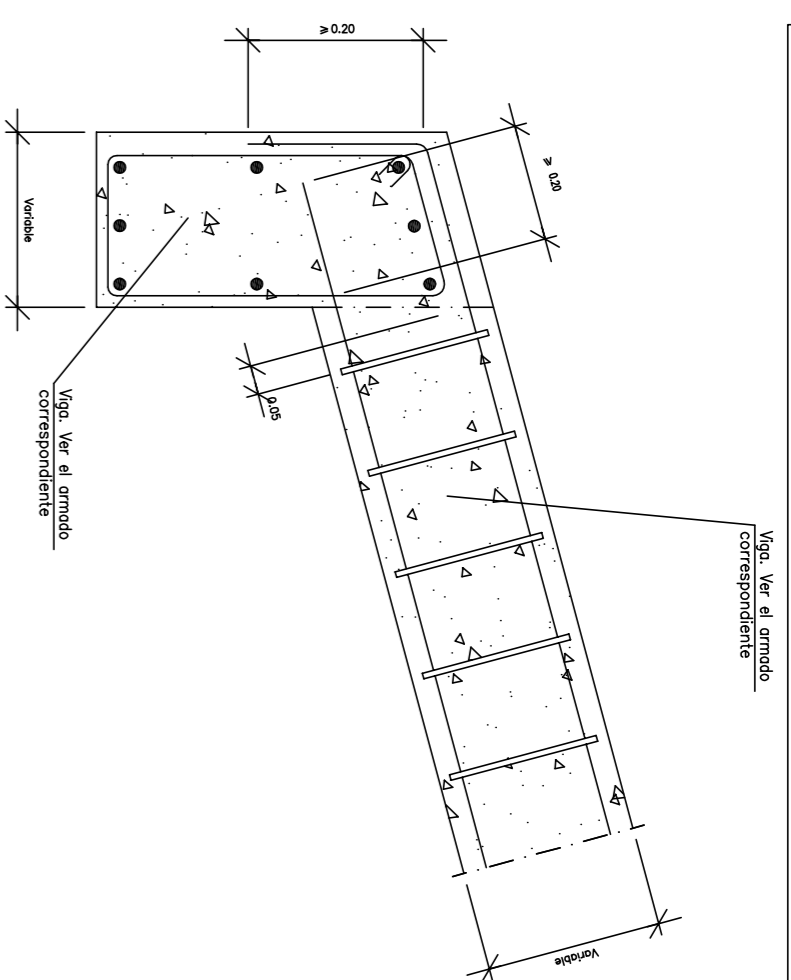 ≥0.20
≥ 0.20
Variable
0.05
Viga. Ver el armado
correspondiente
Viga. Ver el armado
correspondiente
Variable